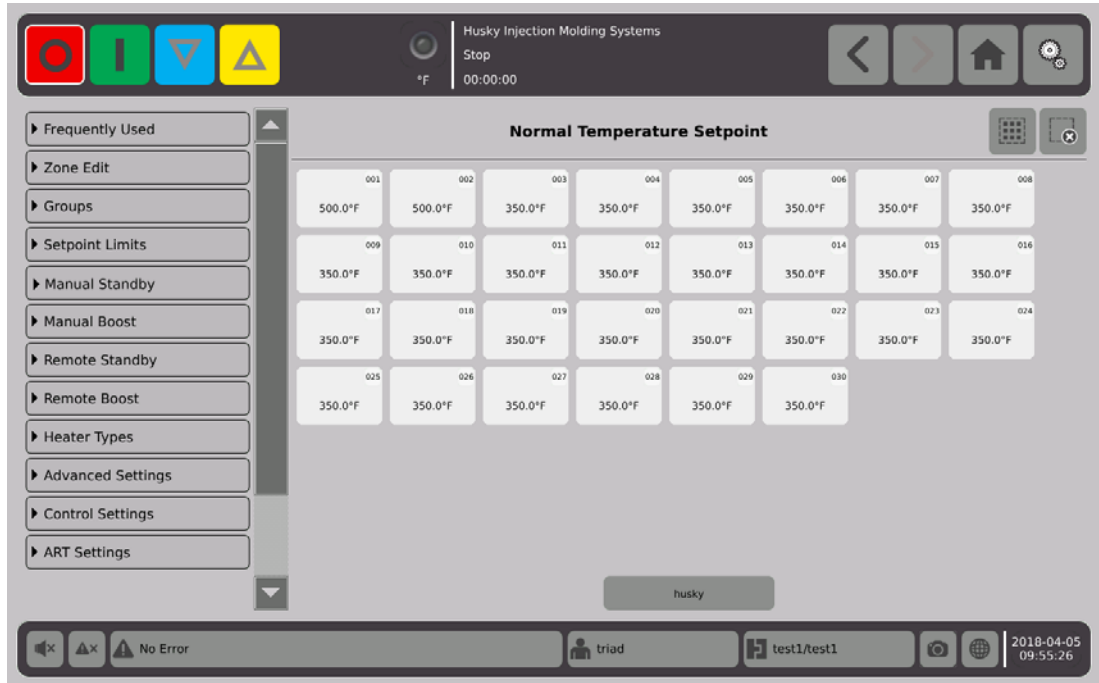 Husky Injection Molding Systems
Stop
°F 00:00:00
Frequently Used
Zone Edit
Groups
Setpoint Limits
Manual Standby
Manual Boost
Remote Standby
Remote Boost
Heater Types
Advanced Settings
Control Settings
ART Settings
Normal Temperature Setpoint
001 002 003 004 005 006 007 008
500.0°F 500.0°F 350.0°F 350.0°F 350.0°F 350.0°F 350.0°F 350.0°F
009 010 011 012 013 014 015 016
350.0°F 350.0°F 350.0°F 350.0°F 350.0°F 350.0°F 350.0°F 350.0°F
017 018 019 020 021 022 023 024
350.0°F 350.0°F 350.0°F 350.0°F 350.0°F 350.0°F 350.0°F 350.0°F
025 026 027 028 029 030
350.0°F 350.0°F 350.0°F 350.0°F 350.0°F 350.0°F
husky
No Error
triad
test1/test1
2018-04-05
09:55:26